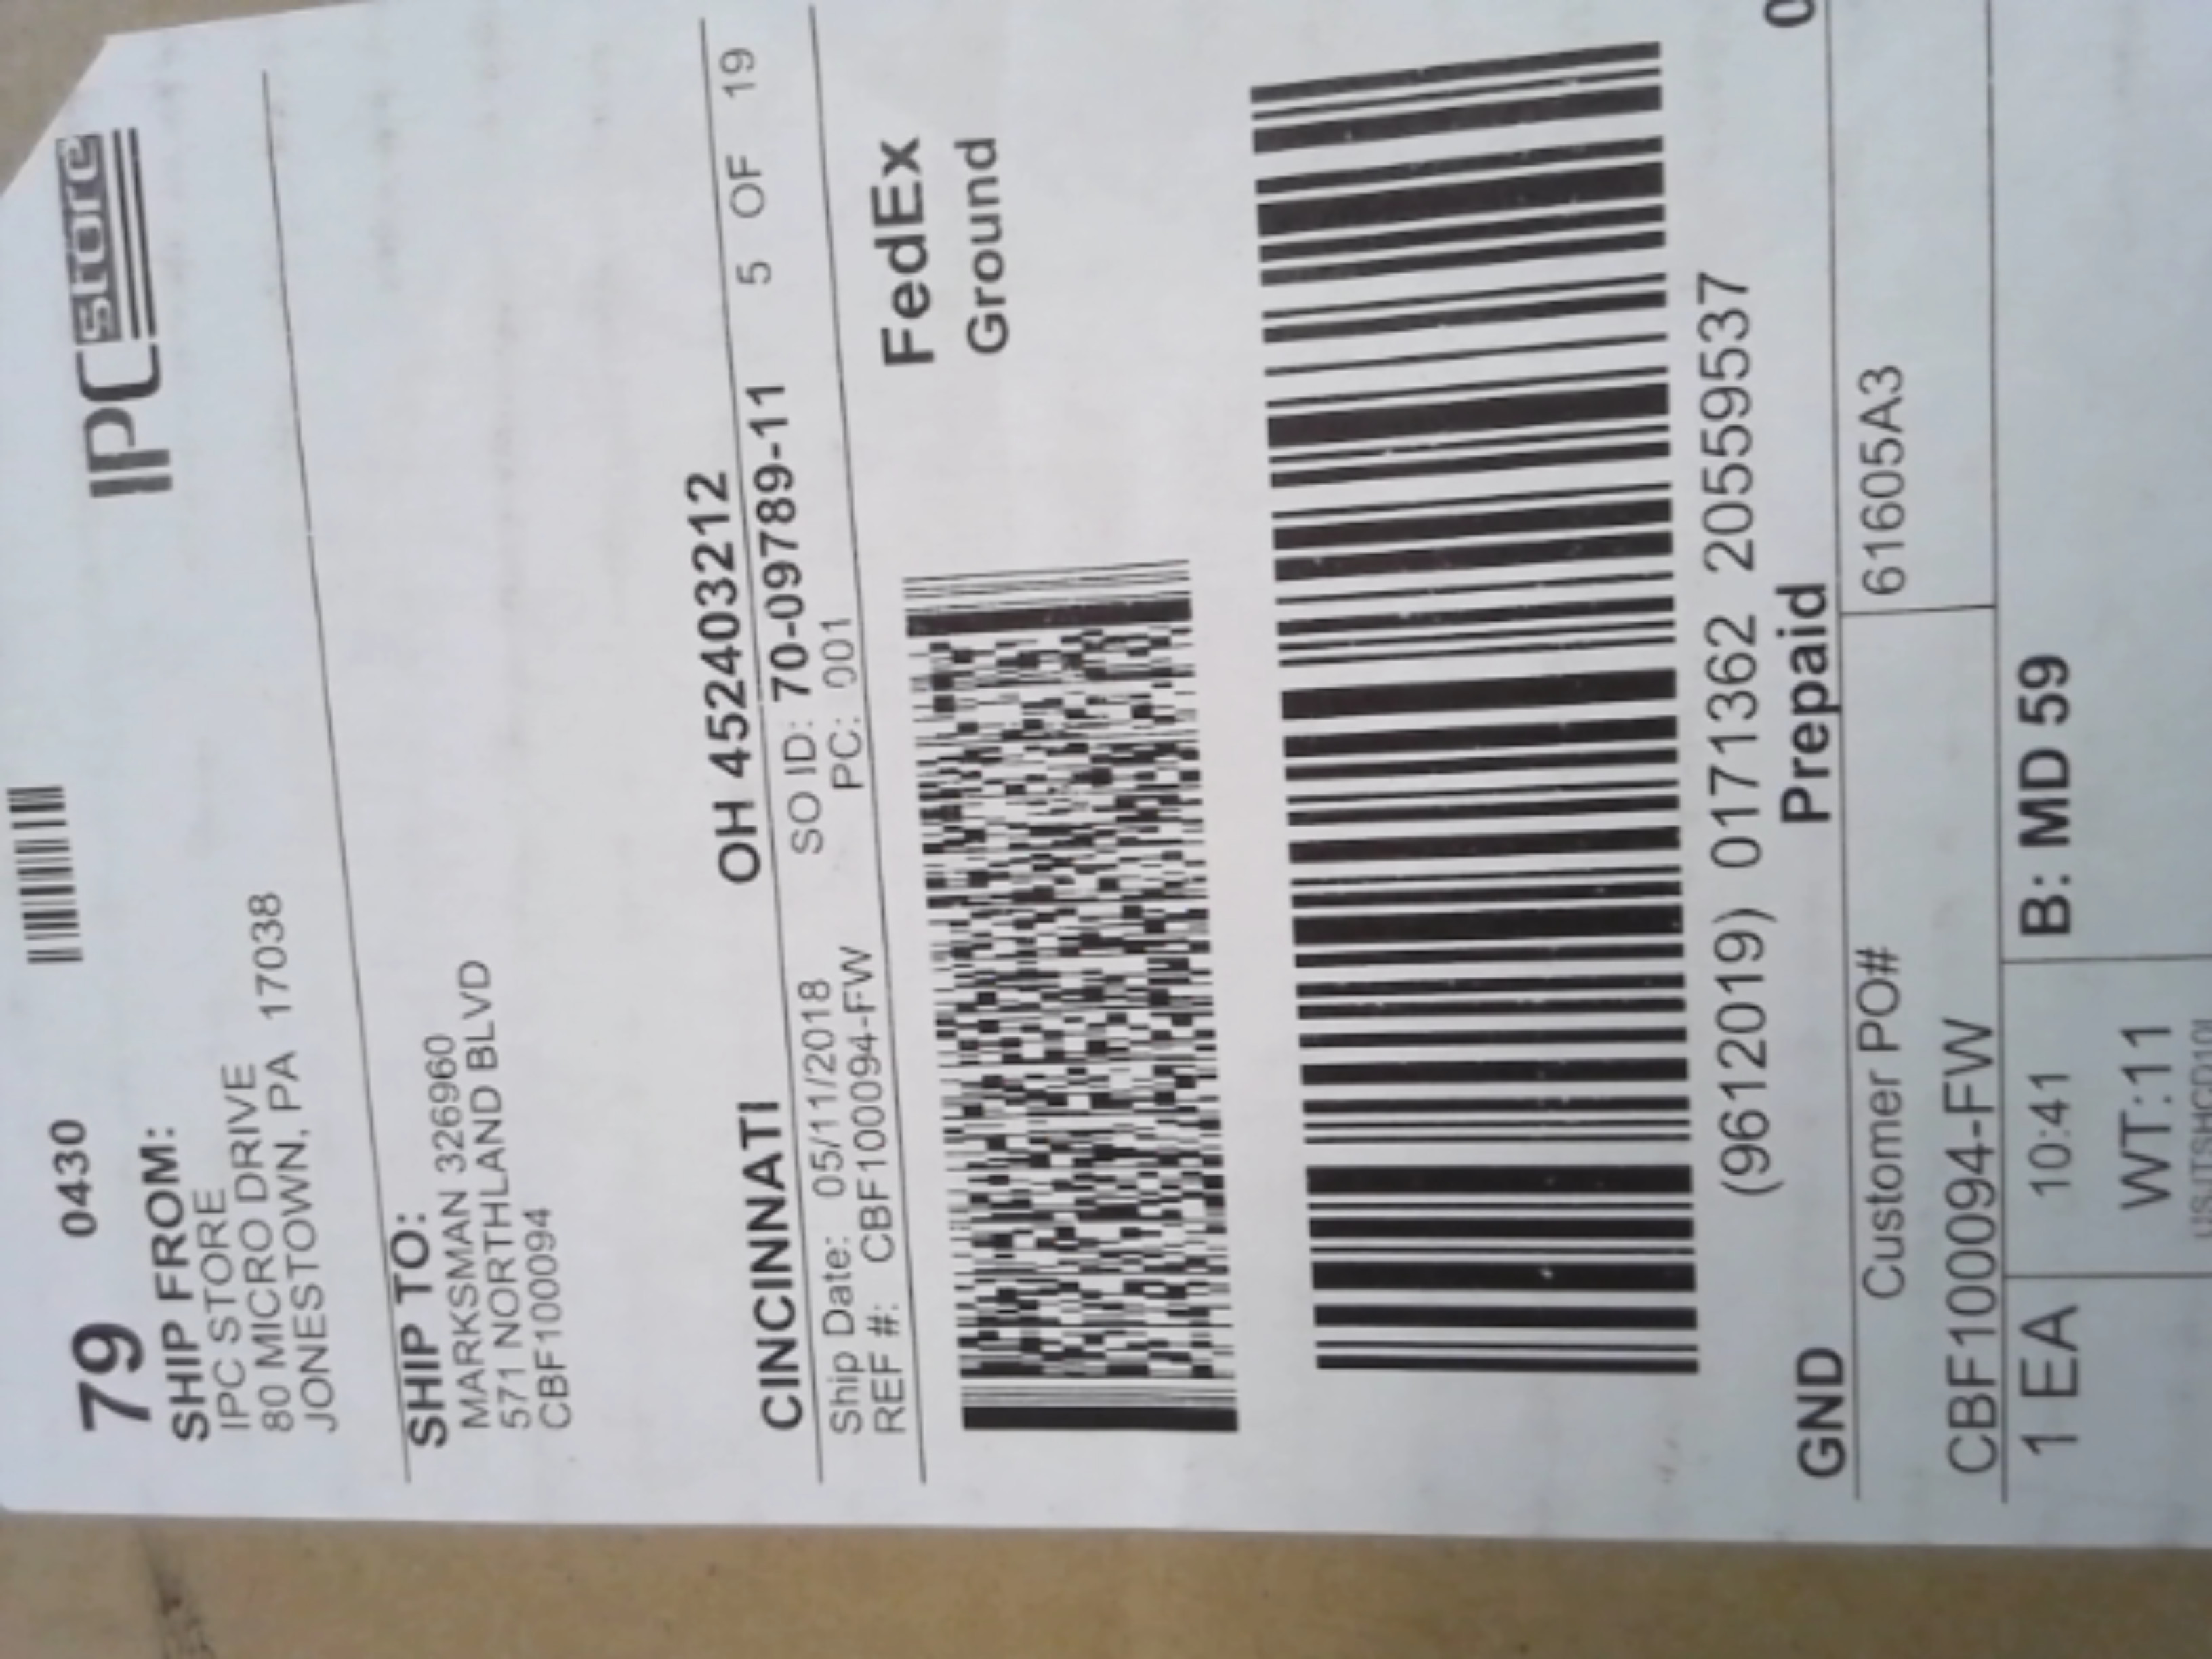 79 0430
IPC store
SHIP FROM:
IPC STORE
80 MICRO DRIVE
JONESTOWN, PA 17038
SHIP TO:
MARKSMAN 326960
571 NORTHLAND BLVD
CBF100094
CINCINNATI OH 452403212
Ship Date: 05/11/2018 SO ID: 70-09789-11 5 OF 19
REF #: CBF100094-FW PC: 001
FedEx
Ground
(9612019) 0171362 20559537
GND Prepaid 0
Customer PO# 61605A3
CBF100094-FW
1 EA 10:41 B: MD 59
WT:11